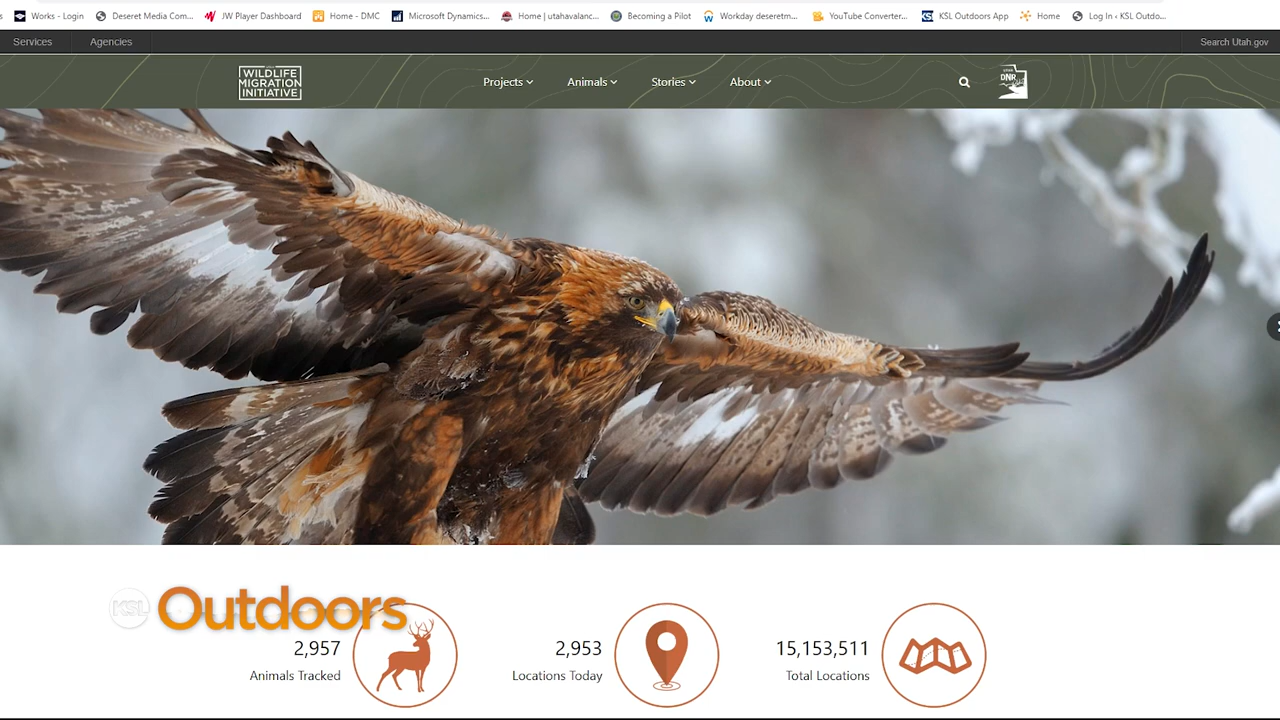 Works - Login
Deseret Media Com...
JW Player Dashboard
Home - DMC
Microsoft Dynamics...
Home | utahavalanc...
Becoming a Pilot
Workday deseretm...
YouTube Converter...
KSL Outdoors App
Home
Log In ‹ KSL Outdo...
Services
Agencies
Search Utah.gov
WILDLIFE
MIGRATION
INITIATIVE
Projects
Animals
Stories
About
DNR
KSL Outdoors
2,957
Animals Tracked
2,953
Locations Today
15,153,511
Total Locations